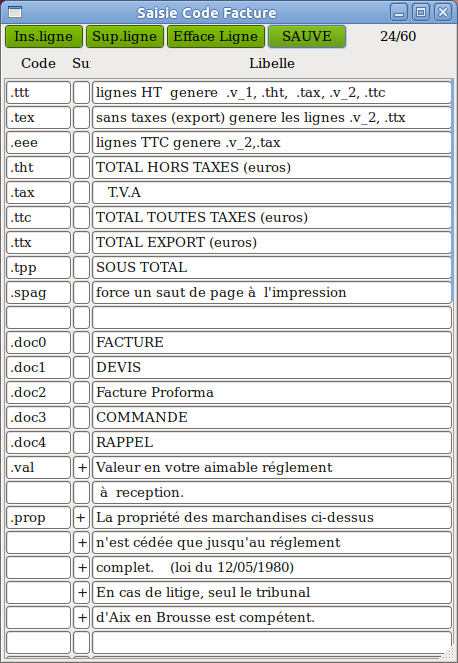 Saisie Code Facture
Ins.ligne Sup.ligne Efface Ligne SAUVE 24/60
Code Su Libelle
.ttt lignes HT genere .v_1, .tht, .tax, .v_2, .ttc
.tex sans taxes (export) genere les lignes .v_2, .ttx
.eee lignes TTC genere .v_2,.tax
.tht TOTAL HORS TAXES (euros)
.tax T.V.A
.ttc TOTAL TOUTES TAXES (euros)
.ttx TOTAL EXPORT (euros)
.tpp SOUS TOTAL
.spag force un saut de page à l'impression
.doc0 FACTURE
.doc1 DEVIS
.doc2 Facture Proforma
.doc3 COMMANDE
.doc4 RAPPEL
.val + Valeur en votre aimable réglement
à reception.
.prop + La propriété des marchandises ci-dessus
+ n'est cédée que jusqu'au réglement
+ complet. (loi du 12/05/1980)
+ En cas de litige, seul le tribunal
+ d'Aix en Brousse est compétent.